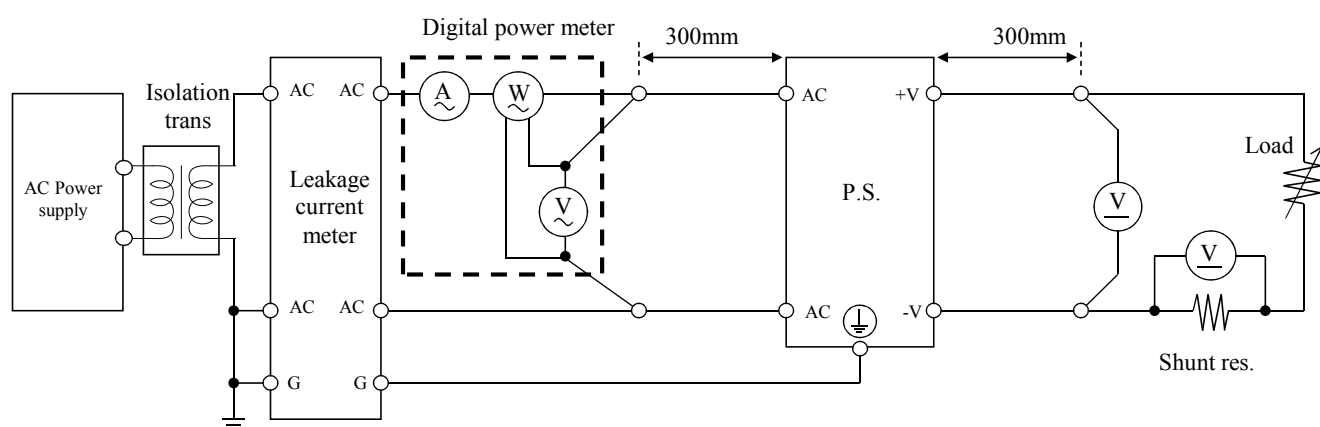 Digital power meter
300mm
300mm
Isolation
trans
AC
AC
A
W
AC
+V
AC Power
supply
Leakage
current
meter
V
P.S.
V
Load
V
AC
AC
AC
-V
Shunt res.
G
G